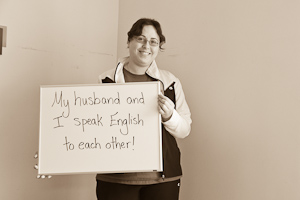 My husband and
I speak English
to each other!